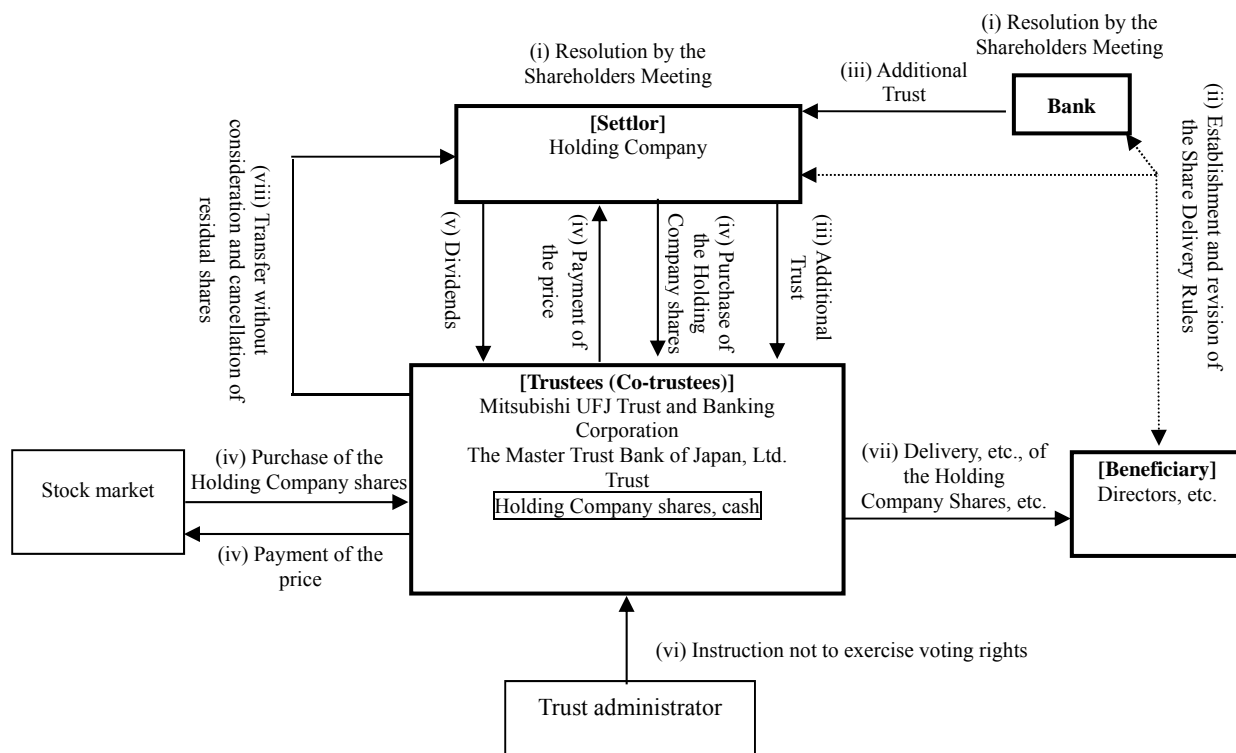 (i) Resolution by the
Shareholders Meeting
(i) Resolution by the
Shareholders Meeting
(iii) Additional
Trust
Bank
[Settlor]
Holding Company
(ii) Establishment and revision of
the Share Delivery Rules
(viii) Transfer without
consideration and cancellation of
residual shares
(v) Dividends
(iv) Payment of
the price
(iv) Purchase of
the Holding
Company shares
(iii) Additional
Trust
[Trustees (Co-trustees)]
Mitsubishi UFJ Trust and Banking
Corporation
The Master Trust Bank of Japan, Ltd.
Trust
Holding Company shares, cash
Stock market
(iv) Purchase of the
Holding Company shares
(iv) Payment of the
price
(vii) Delivery, etc., of
the Holding
Company Shares, etc.
[Beneficiary]
Directors, etc.
(vi) Instruction not to exercise voting rights
Trust administrator